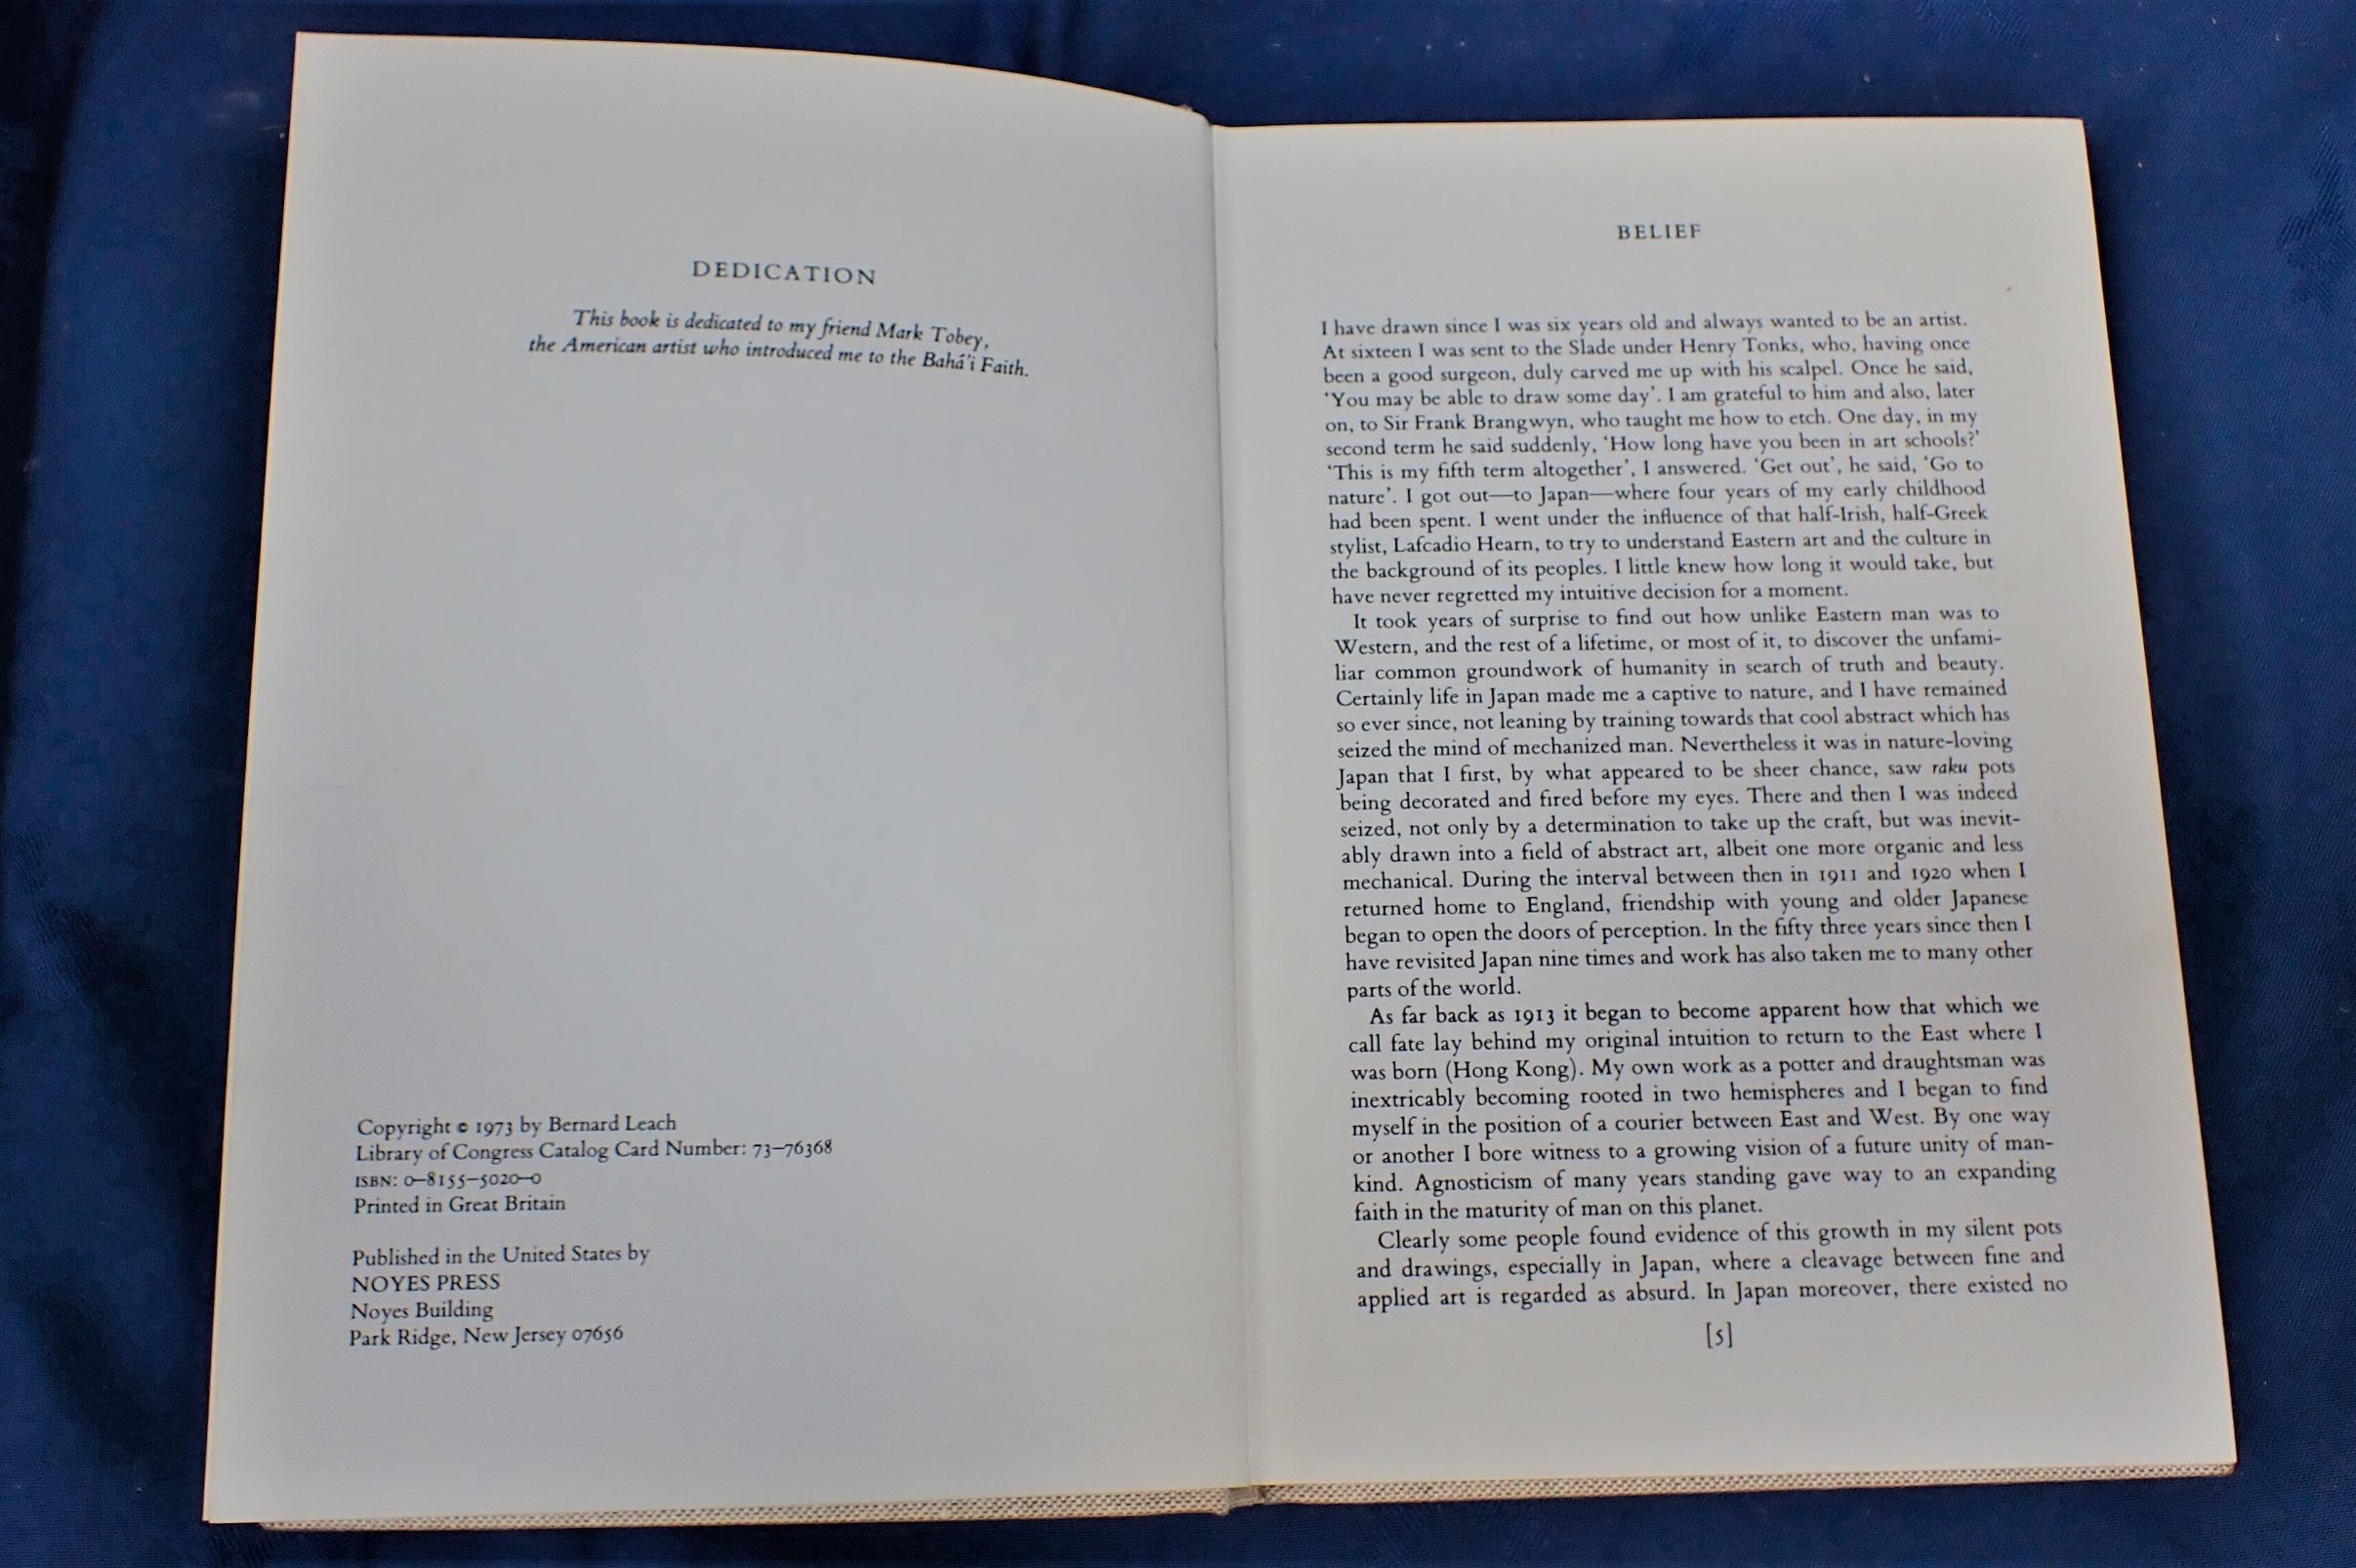 DEDICATION
This book is dedicated to my friend Mark Tobey,
the American artist who introduced me to the Bahâ'i Faith.
Copyright © 1973 by Bernard Leach
Library of Congress Catalog Card Number: 73–76368
ISBN: 0–8155–5020–0
Printed in Great Britain
Published in the United States by
NOYES PRESS
Noyes Building
Park Ridge, New Jersey 07656
BELIEF
I have drawn since I was six years old and always wanted to be an artist.
At sixteen I was sent to the Slade under Henry Tonks, who, having once
been a good surgeon, duly carved me up with his scalpel. Once he said,
‘You may be able to draw some day’. I am grateful to him and also, later
on, to Sir Frank Brangwyn, who taught me how to etch. One day, in my
second term he said suddenly, ‘How long have you been in art schools?’
‘This is my fifth term altogether’, I answered. ‘Get out’, he said, ‘Go to
nature’. I got out—to Japan—where four years of my early childhood
had been spent. I went under the influence of that half-Irish, half-Greek
stylist, Lafcadio Hearn, to try to understand Eastern art and the culture in
the background of its peoples. I little knew how long it would take, but
have never regretted my intuitive decision for a moment.
It took years of surprise to find out how unlike Eastern man was to
Western, and the rest of a lifetime, or most of it, to discover the unfami-
liar common groundwork of humanity in search of truth and beauty.
Certainly life in Japan made me a captive to nature, and I have remained
so ever since, not leaning by training towards that cool abstract which has
seized the mind of mechanized man. Nevertheless it was in nature-loving
Japan that I first, by what appeared to be sheer chance, saw raku pots
being decorated and fired before my eyes. There and then I was indeed
seized, not only by a determination to take up the craft, but was inevit-
ably drawn into a field of abstract art, albeit one more organic and less
mechanical. During the interval between then in 1911 and 1920 when I
returned home to England, friendship with young and older Japanese
began to open the doors of perception. In the fifty three years since then I
have revisited Japan nine times and work has also taken me to many other
parts of the world.
As far back as 1913 it began to become apparent how that which we
call fate lay behind my original intuition to return to the East where I
was born (Hong Kong). My own work as a potter and draughtsman was
inextricably becoming rooted in two hemispheres and I began to find
myself in the position of a courier between East and West. By one way
or another I bore witness to a growing vision of a future unity of man-
kind. Agnosticism of many years standing gave way to an expanding
faith in the maturity of man on this planet.
Clearly some people found evidence of this growth in my silent pots
and drawings, especially in Japan, where a cleavage between fine and
applied art is regarded as absurd. In Japan moreover, there existed no
[5]